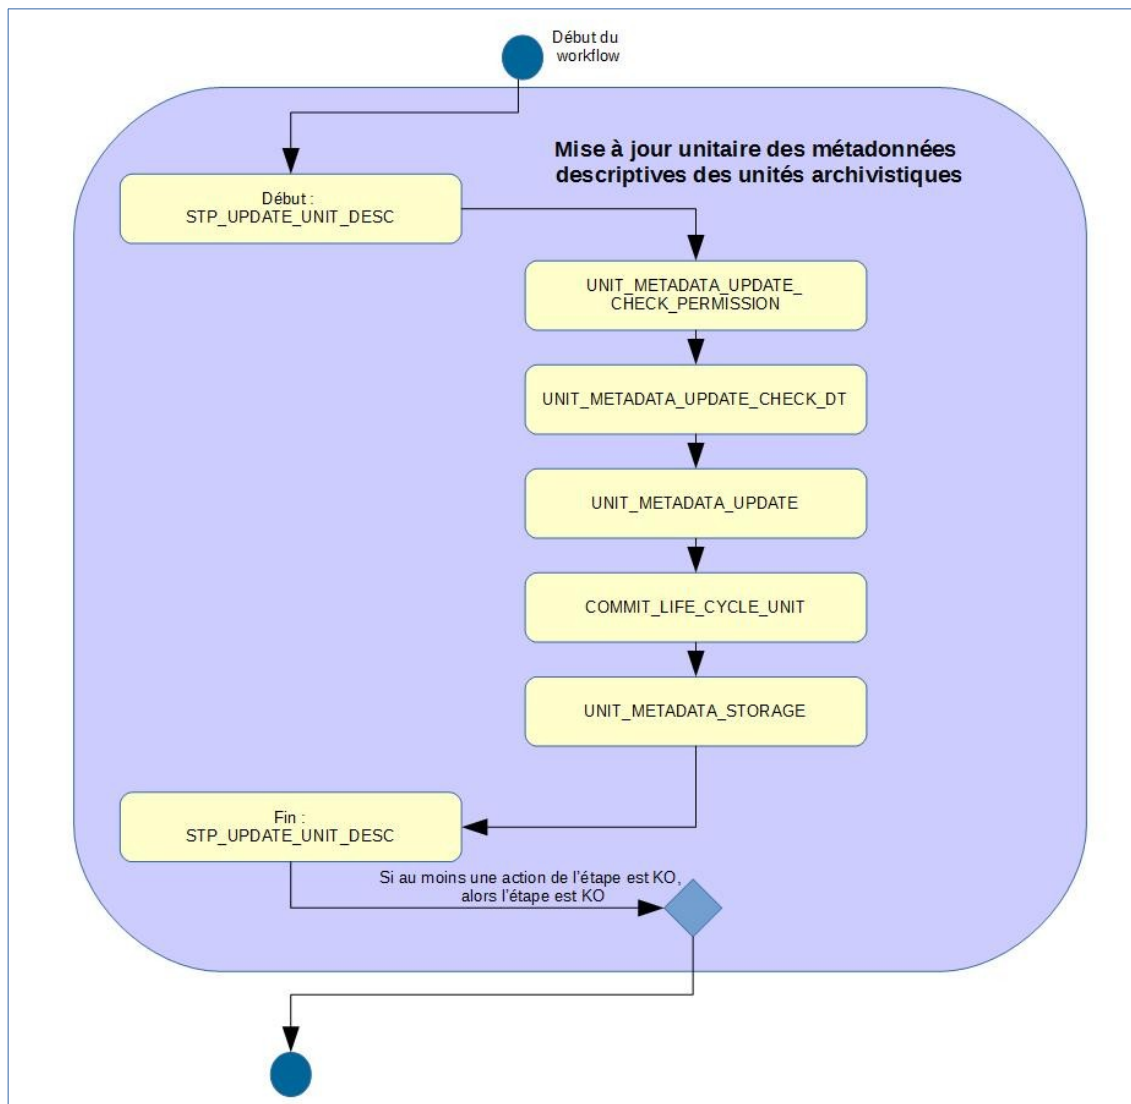 Début du
workflow
Mise à jour unitaire des métadonnées
descriptives des unités archivistiques
Début :
STP_UPDATE_UNIT_DESC
UNIT_METADATA_UPDATE_
CHECK_PERMISSION
UNIT_METADATA_UPDATE_CHECK_DT
UNIT_METADATA_UPDATE
COMMIT_LIFE_CYCLE_UNIT
UNIT_METADATA_STORAGE
Fin :
STP_UPDATE_UNIT_DESC
Si au moins une action de l'étape est KO,
alors l'étape est KO